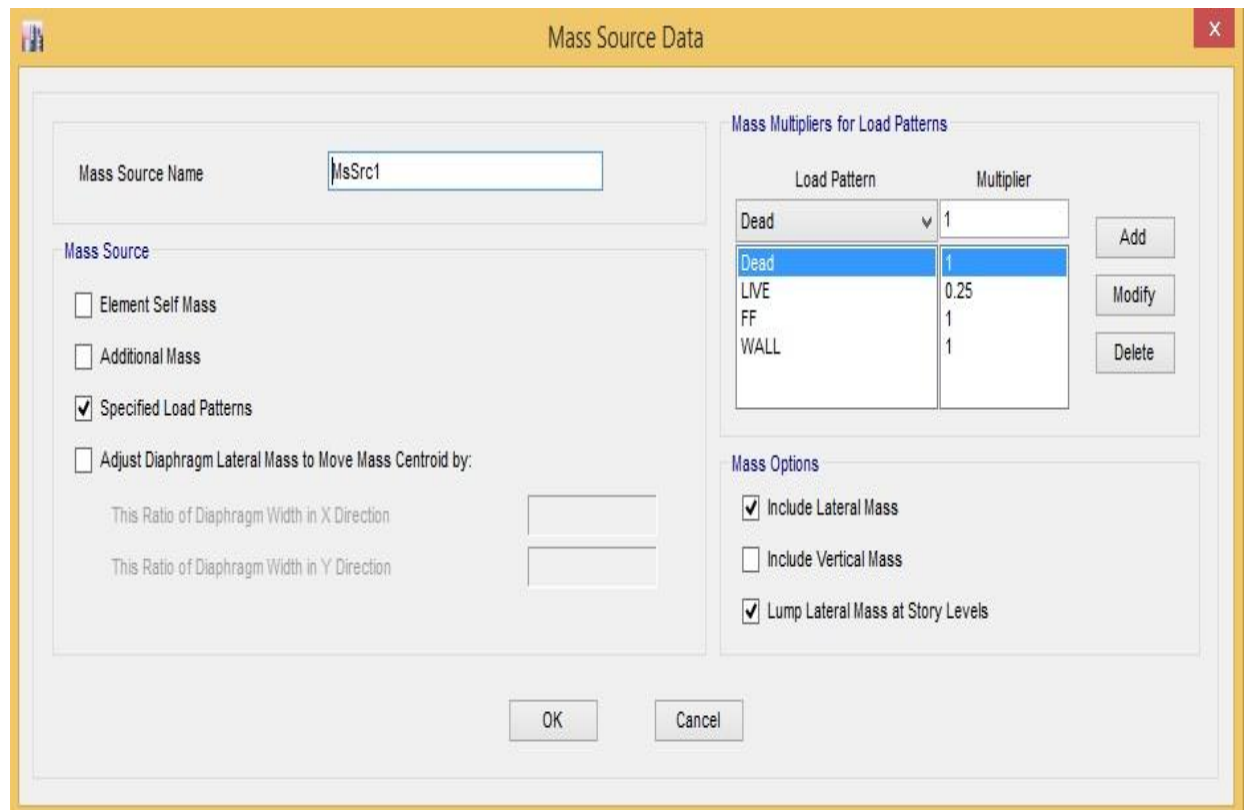 Mass Source Data
X
Mass Source Name
MsSrc1
Mass Source
Element Self Mass
Additional Mass
Specified Load Patterns
Adjust Diaphragm Lateral Mass to Move Mass Centroid by:
This Ratio of Diaphragm Width in X Direction
This Ratio of Diaphragm Width in Y Direction
Mass Multipliers for Load Patterns
Load Pattern Multiplier
Dead 1
Dead 1
LIVE 0.25
FF 1
WALL 1
Add
Modify
Delete
Mass Options
Include Lateral Mass
Include Vertical Mass
Lump Lateral Mass at Story Levels
OK Cancel